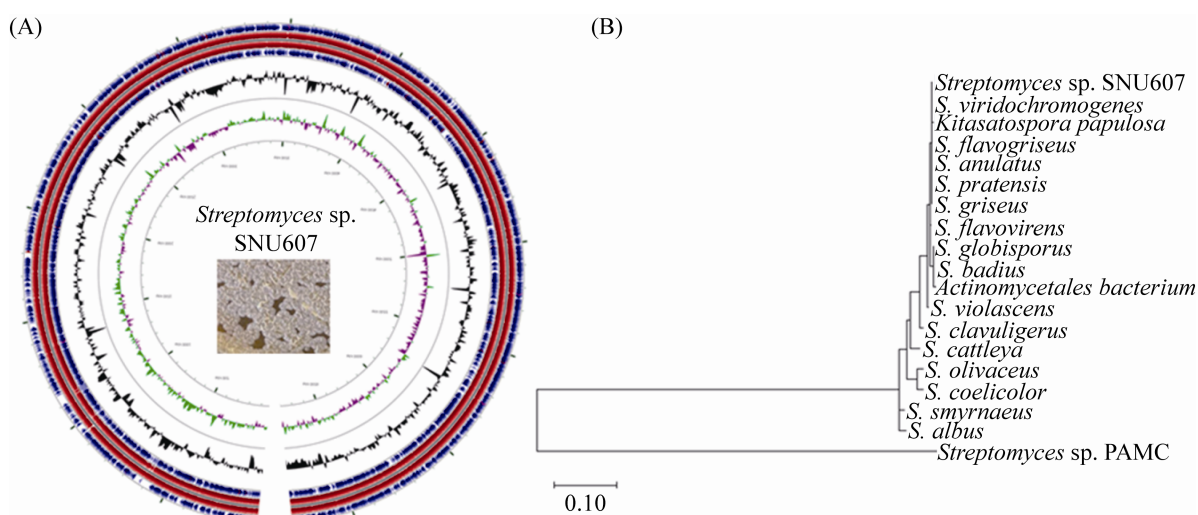 (A)
Streptomyces sp.
SNU607
(B)
Streptomyces sp. SNU607
S. viridochromogenes
Kitasatospora papulosa
S. flavogriseus
S. anulatus
S. pratensis
S. griseus
S. flavovirens
S. globisporus
S. badius
Actinomycetales bacterium
S. violascens
S. clavuligerus
S. cattleya
S. olivaceus
S. coelicolor
S. smyrnaeus
S. albus
Streptomyces sp. PAMC
0.10